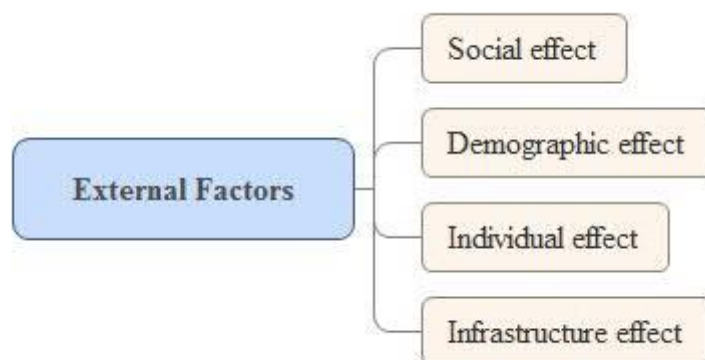 Social effect
Demographic effect
External Factors
Individual effect
Infrastructure effect